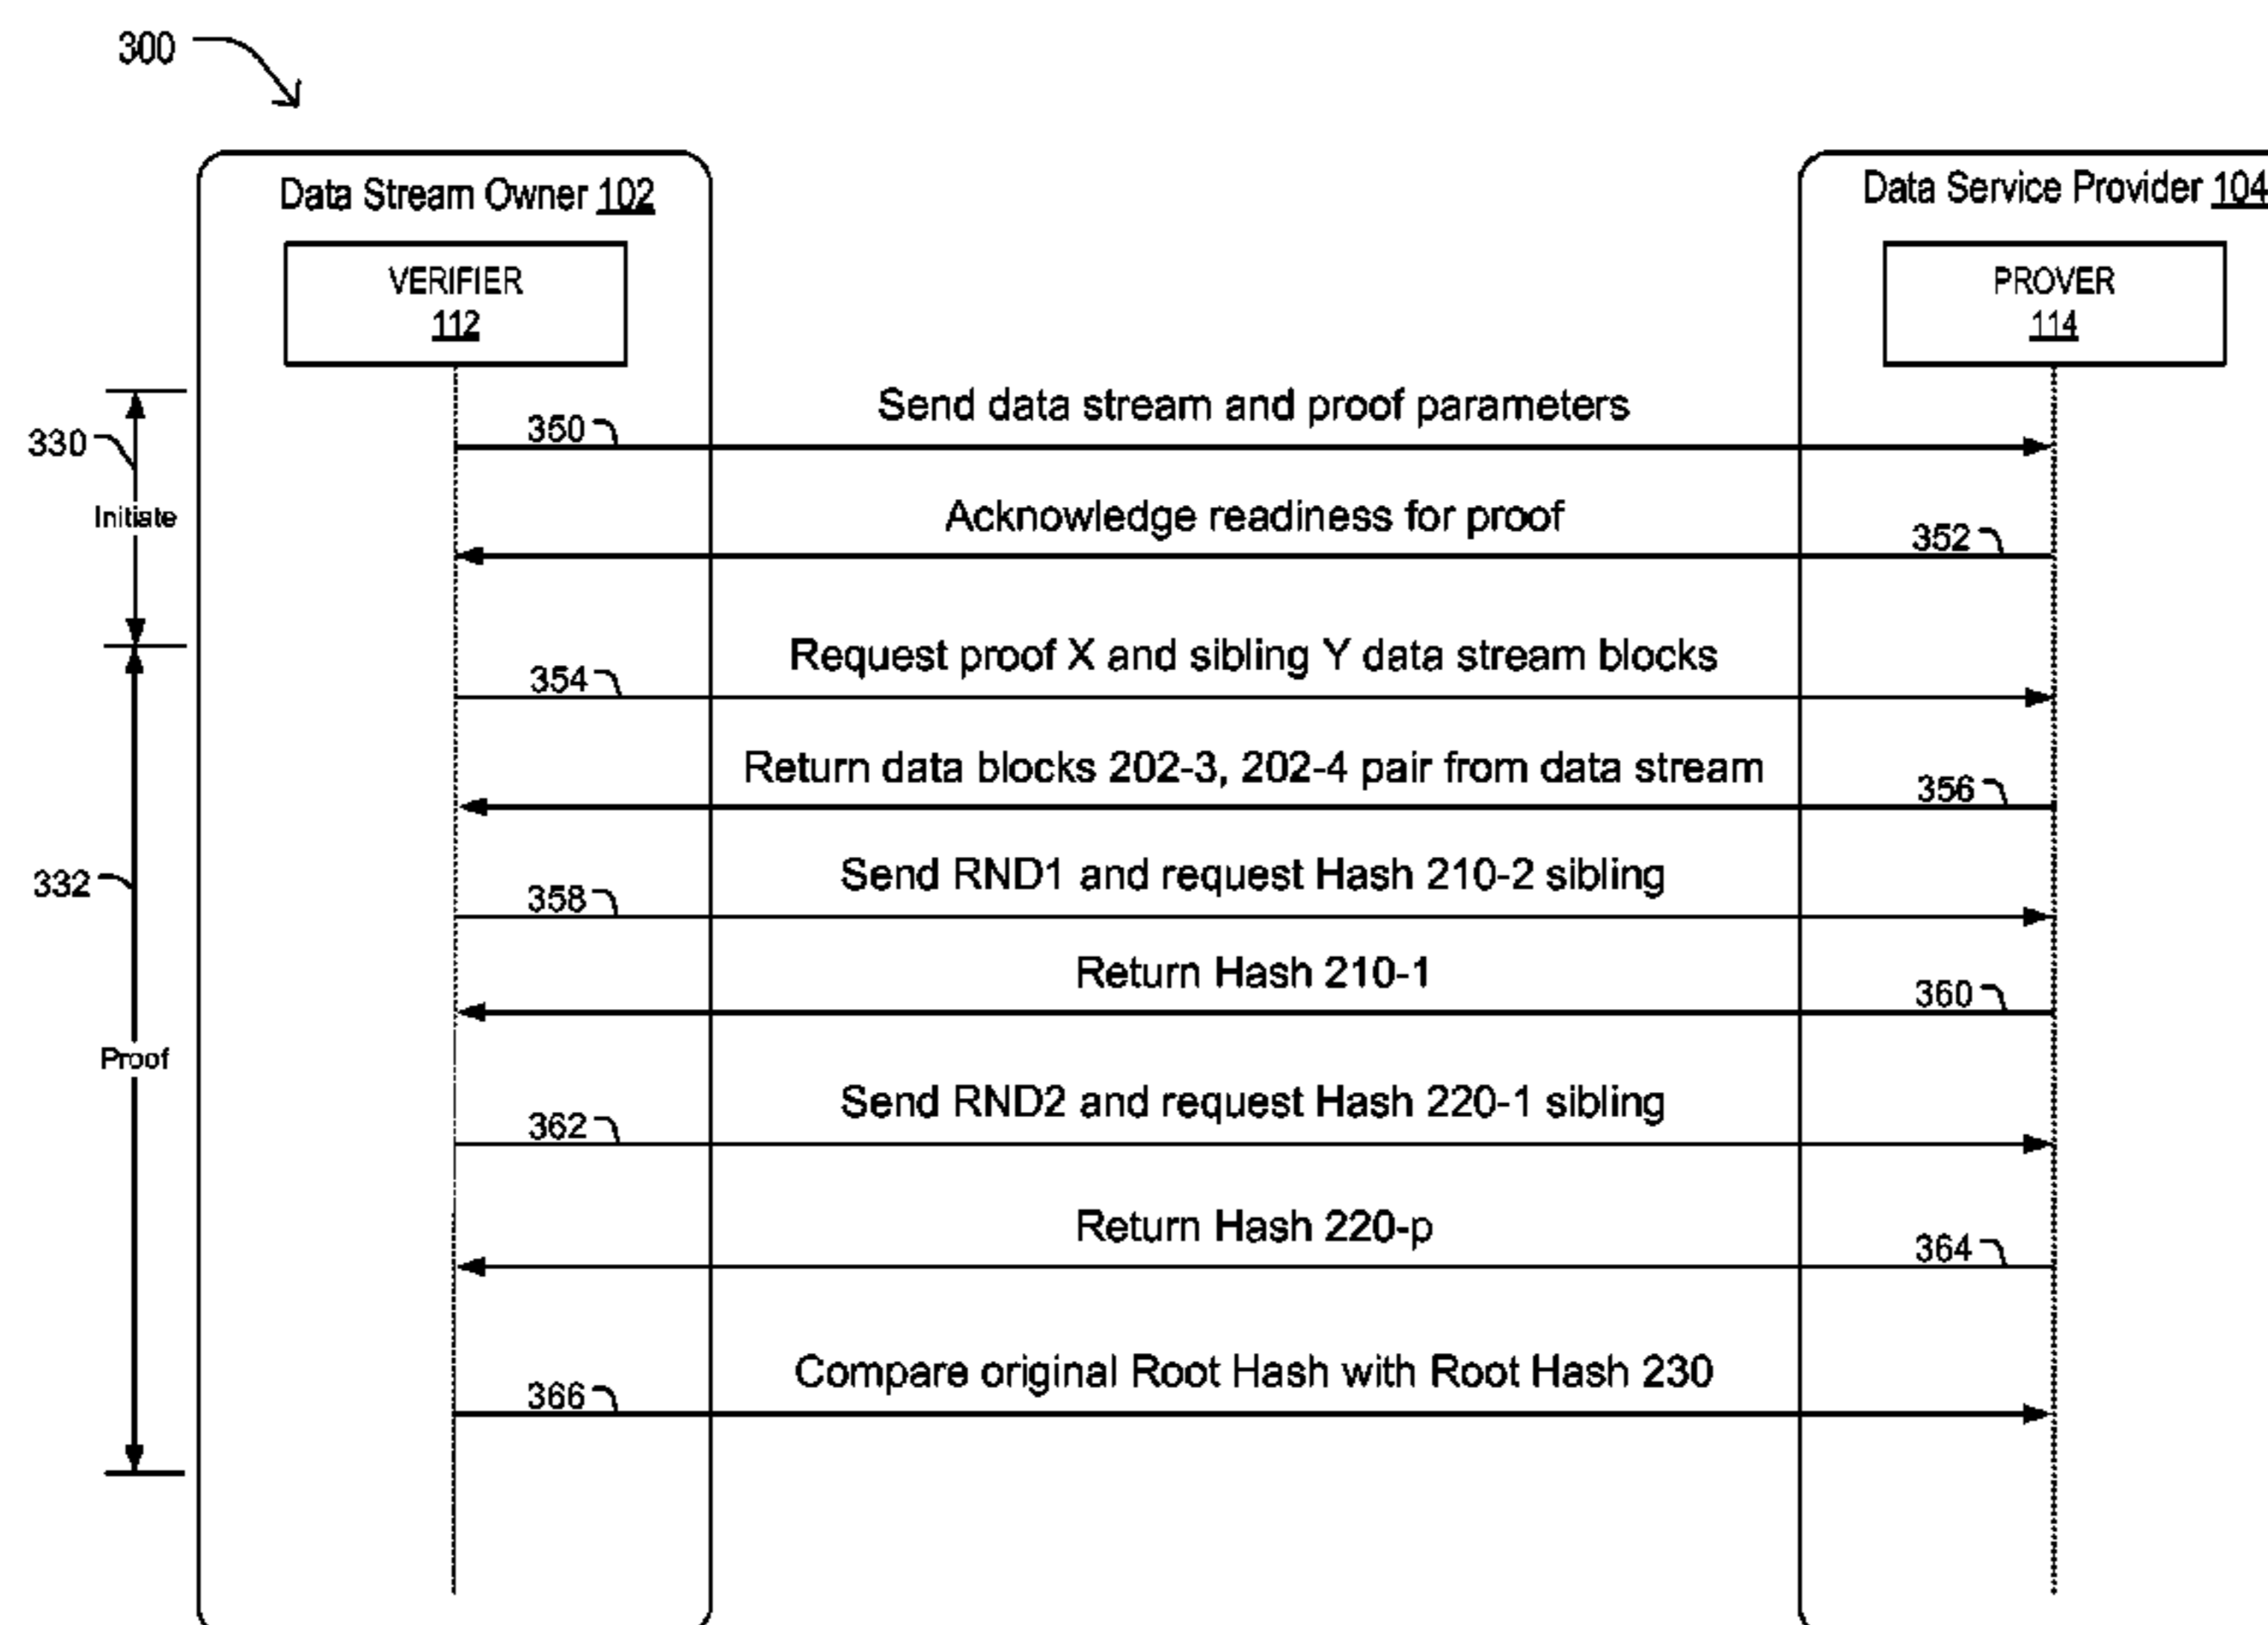 300
Data Stream Owner 102
Data Service Provider 104
VERIFIER
112
PROVER
114
Send data stream and proof parameters
350
330
Initiate
Acknowledge readiness for proof
352
Request proof X and sibling Y data stream blocks
354
Return data blocks 202-3, 202-4 pair from data stream
356
Send RND1 and request Hash 210-2 sibling
332
358
Return Hash 210-1
360
Proof
Send RND2 and request Hash 220-1 sibling
362
Return Hash 220-p
364
Compare original Root Hash with Root Hash 230
366